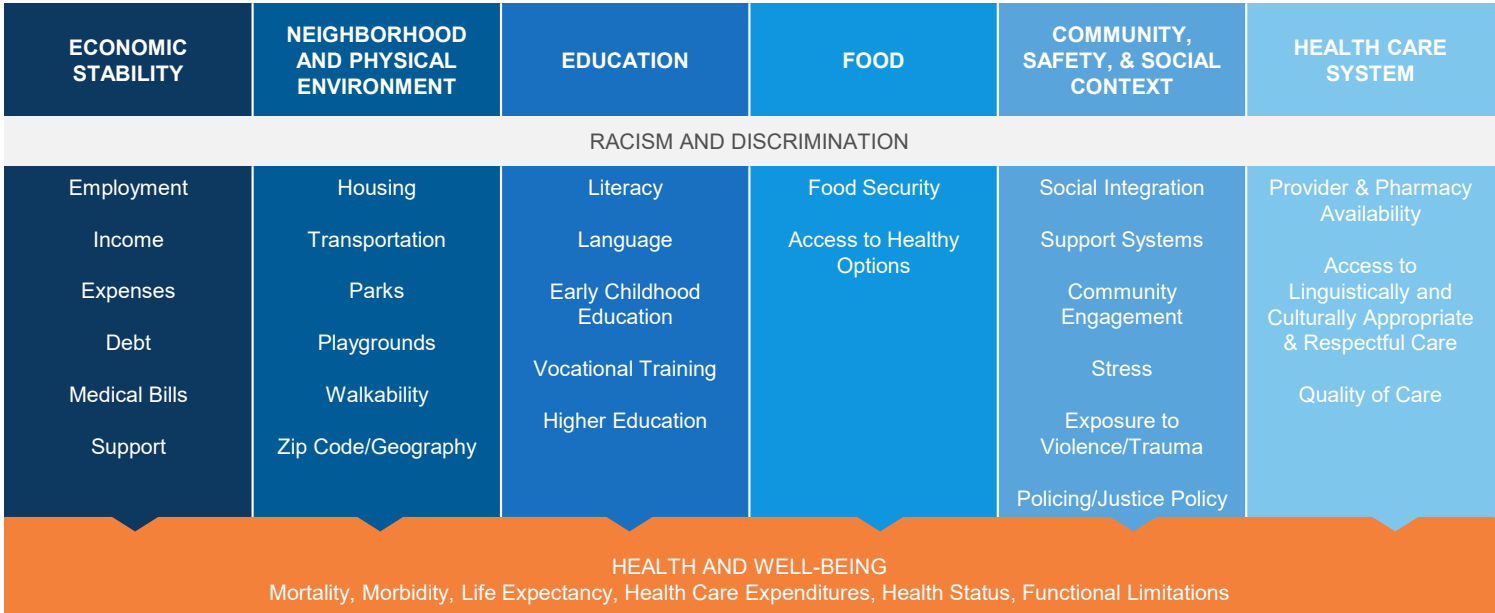 ECONOMIC
STABILITY
NEIGHBORHOOD
AND PHYSICAL
ENVIRONMENT
EDUCATION
FOOD
COMMUNITY,
SAFETY, & SOCIAL
CONTEXT
HEALTH CARE
SYSTEM
RACISM AND DISCRIMINATION
Employment
Income
Expenses
Debt
Medical Bills
Support
Housing
Transportation
Parks
Playgrounds
Walkability
Zip Code/Geography
Literacy
Language
Early Childhood
Education
Vocational Training
Higher Education
Food Security
Access to Healthy
Options
Social Integration
Support Systems
Community
Engagement
Stress
Exposure to
Violence/Trauma
Policing/Justice Policy
Provider & Pharmacy
Availability
Access to
Linguistically and
Culturally Appropriate
& Respectful Care
Quality of Care
HEALTH AND WELL-BEING
Mortality, Morbidity, Life Expectancy, Health Care Expenditures, Health Status, Functional Limitations